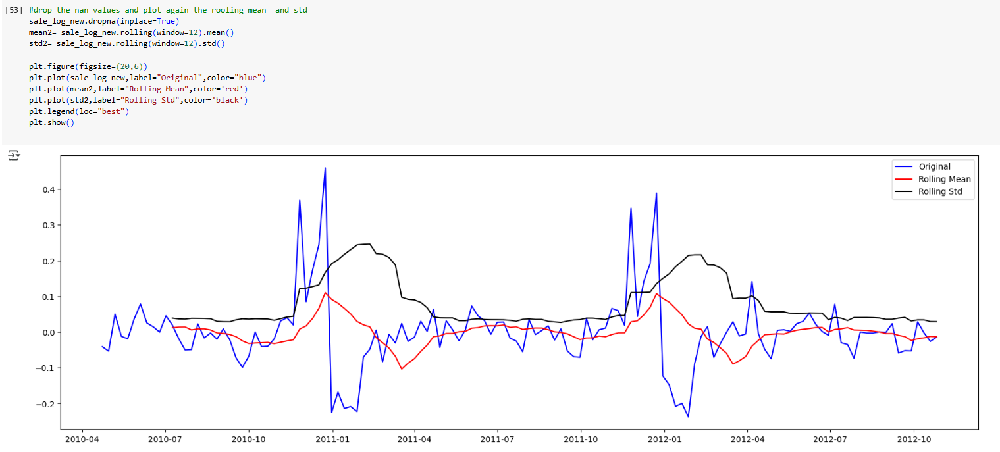 [53] #drop the nan values and plot again the rooling mean  and std
sale_log_new.dropna(inplace=True)
mean2= sale_log_new.rolling(window=12).mean()
std2= sale_log_new.rolling(window=12).std()
plt.figure(figsize=(20,6))
plt.plot(sale_log_new,label="Original",color="blue")
plt.plot(mean2,label="Rolling Mean",color='red')
plt.plot(std2,label="Rolling Std",color='black')
plt.legend(loc="best")
plt.show()
Original
Rolling Mean
Rolling Std
0.4
0.3
0.2
0.1
0.0
−0.1
−0.2
2010-04 2010-07 2010-10 2011-01 2011-04 2011-07 2011-10 2012-01 2012-04 2012-07 2012-10